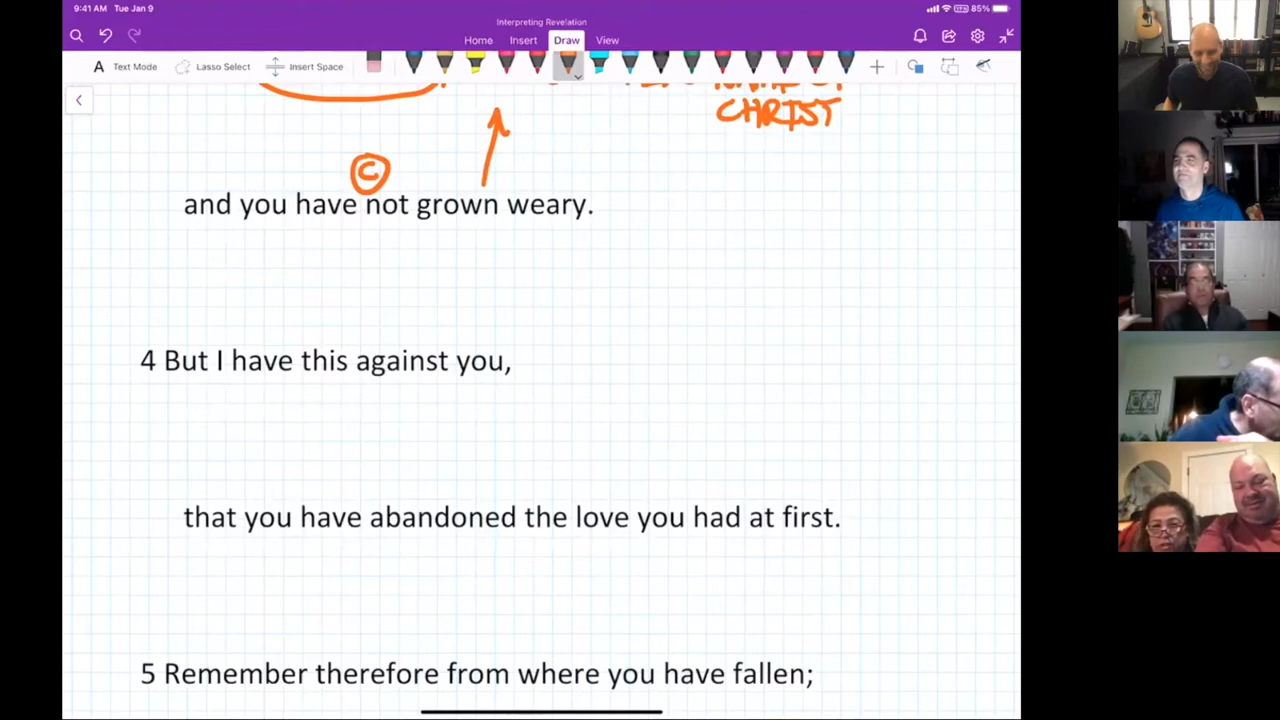 9:41 AM Tue Jan 9
85%
Interpreting Revelation
Home Insert Draw View
Text Mode Lasso Select Insert Space
CHRIST
C
and you have not grown weary.
4 But I have this against you,
that you have abandoned the love you had at first.
5 Remember therefore from where you have fallen;